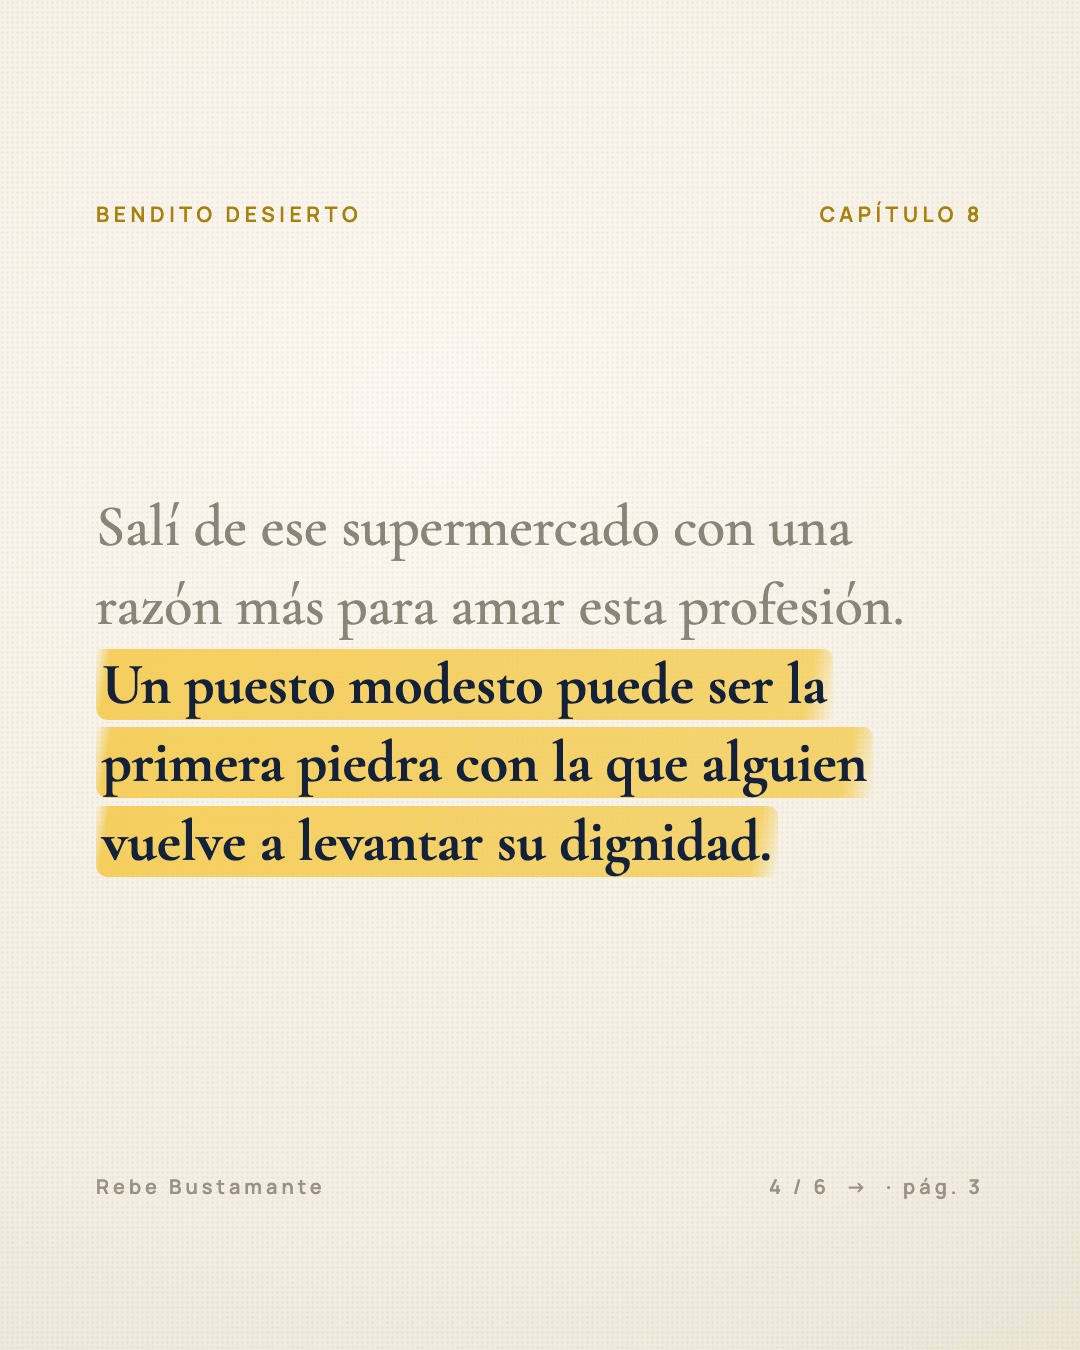 BENDITO DESIERTO
CAPÍTULO 8
Salí de ese supermercado con una
razón más para amar esta profesión.
Un puesto modesto puede ser la
primera piedra con la que alguien
vuelve a levantar su dignidad.
Rebe Bustamante
4 / 6 → · pág. 3